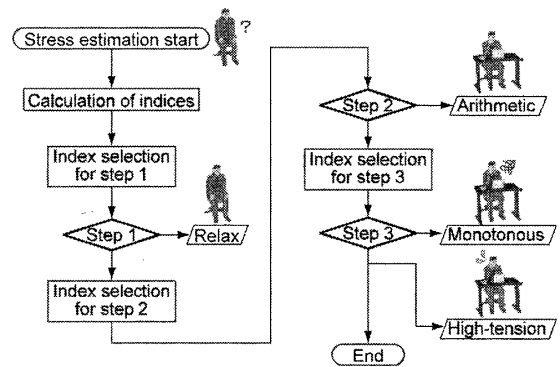 Stress estimation start
?
Calculation of indices
Index selection
for step 1
Step 1
Relax
Index selection
for step 2
Step 2
Arithmetic
Index selection
for step 3
Step 3
Monotonous
High-tension
End